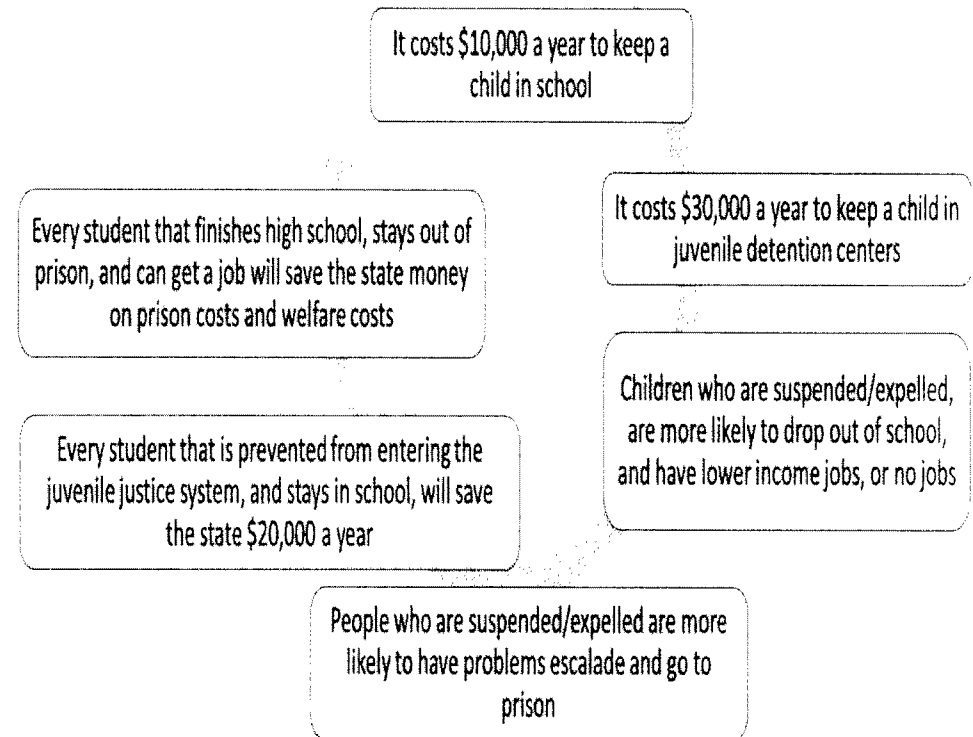 It costs $10,000 a year to keep a
child in school
It costs $30,000 a year to keep a child in
juvenile detention centers
Children who are suspended/expelled,
are more likely to drop out of school,
and have lower income jobs, or no jobs
People who are suspended/expelled are more
likely to have problems escalade and go to
prison
Every student that is prevented from entering the
juvenile justice system, and stays in school, will save
the state $20,000 a year
Every student that finishes high school, stays out of
prison, and can get a job will save the state money
on prison costs and welfare costs